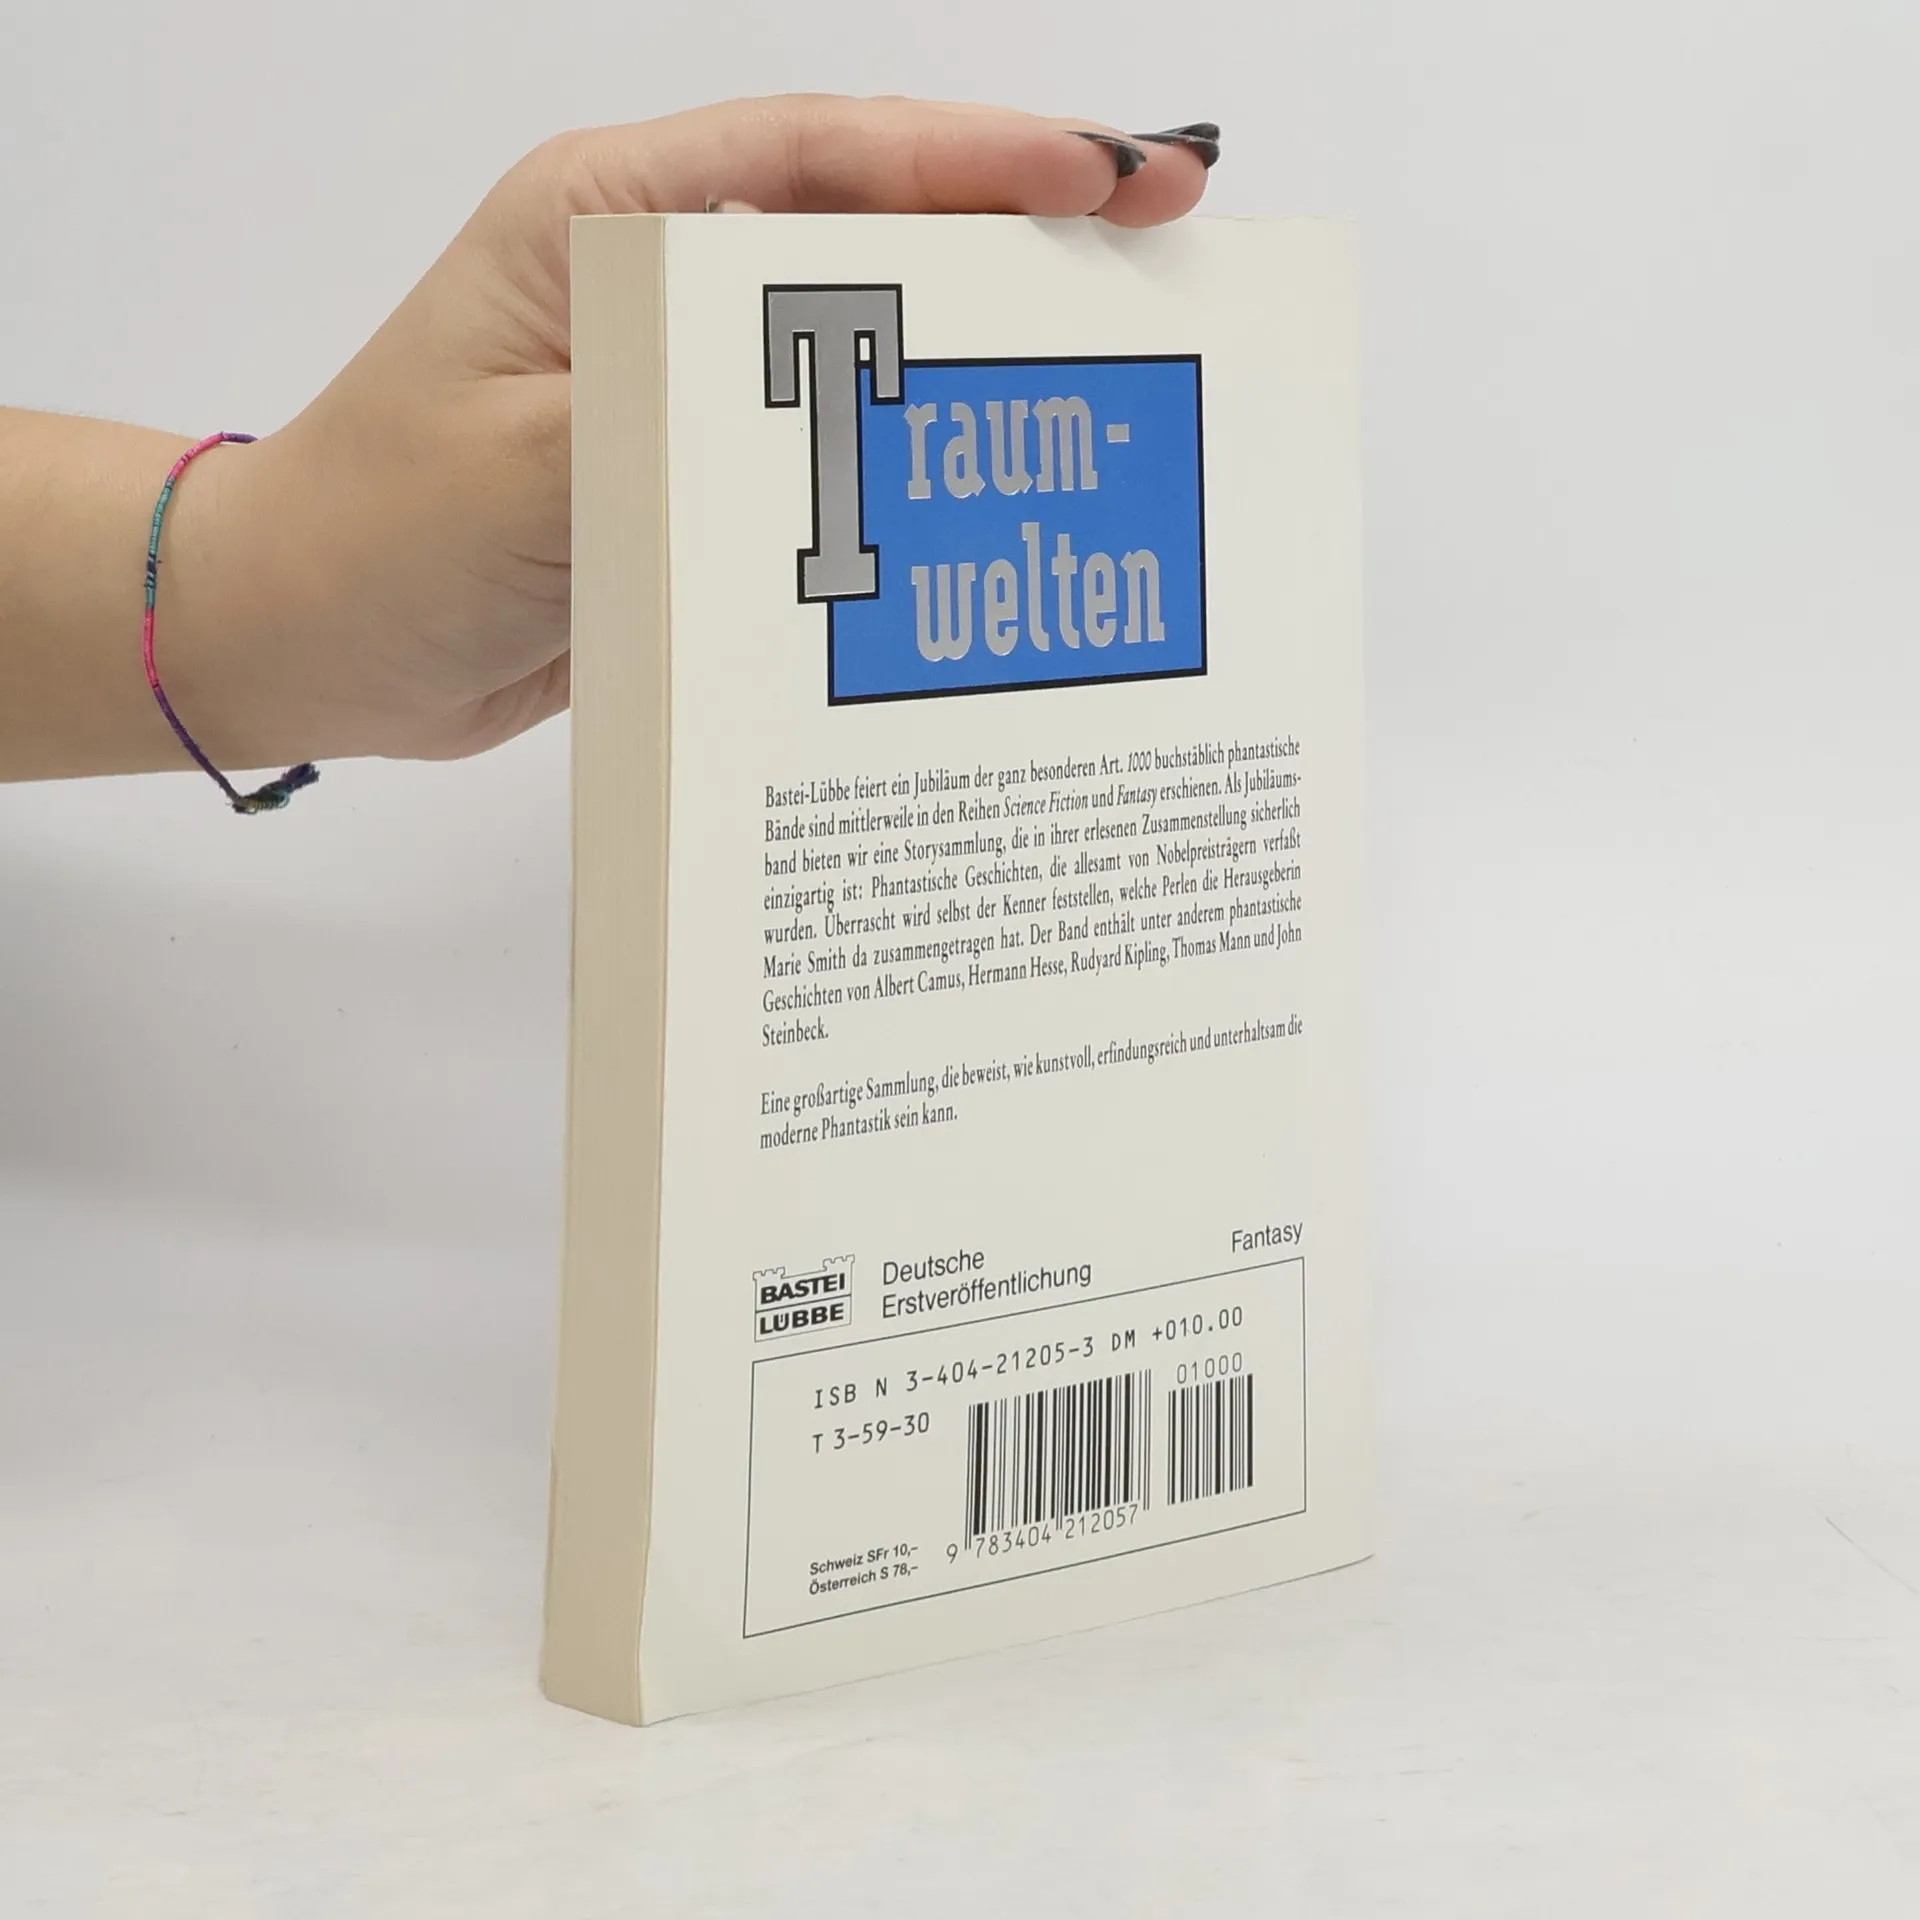 Traum-
welten
Bastei-Lübbe feiert ein Jubiläum der ganz besonderen Art. 1000 buchstäblich phantastische
Bände sind mittlerweile in den Reihen Science Fiction und Fantasy erschienen. Als Jubiläums-
band bieten wir eine Storysammlung, die in ihrer erlesenen Zusammenstellung sicherlich
einzigartig ist: Phantastische Geschichten, die allesamt von Nobelpreisträgern verfaßt
wurden. Überrascht wird selbst der Kenner feststellen, welche Perlen die Herausgeberin
Marie Smith da zusammengetragen hat. Der Band enthält unter anderem phantastische
Geschichten von Albert Camus, Hermann Hesse, Rudyard Kipling, Thomas Mann und John
Steinbeck.
Eine großartige Sammlung, die beweist, wie kunstvoll, erfindungsreich und unterhaltsam die
moderne Phantastik sein kann.
BASTEI
LÜBBE
Deutsche
Erstveröffentlichung
Fantasy
ISB N 3-404-21205-3 DM +010.00
T 3-59-30
01000
9 783404 212057
Schweiz SFr 10,–
Österreich S 78,–